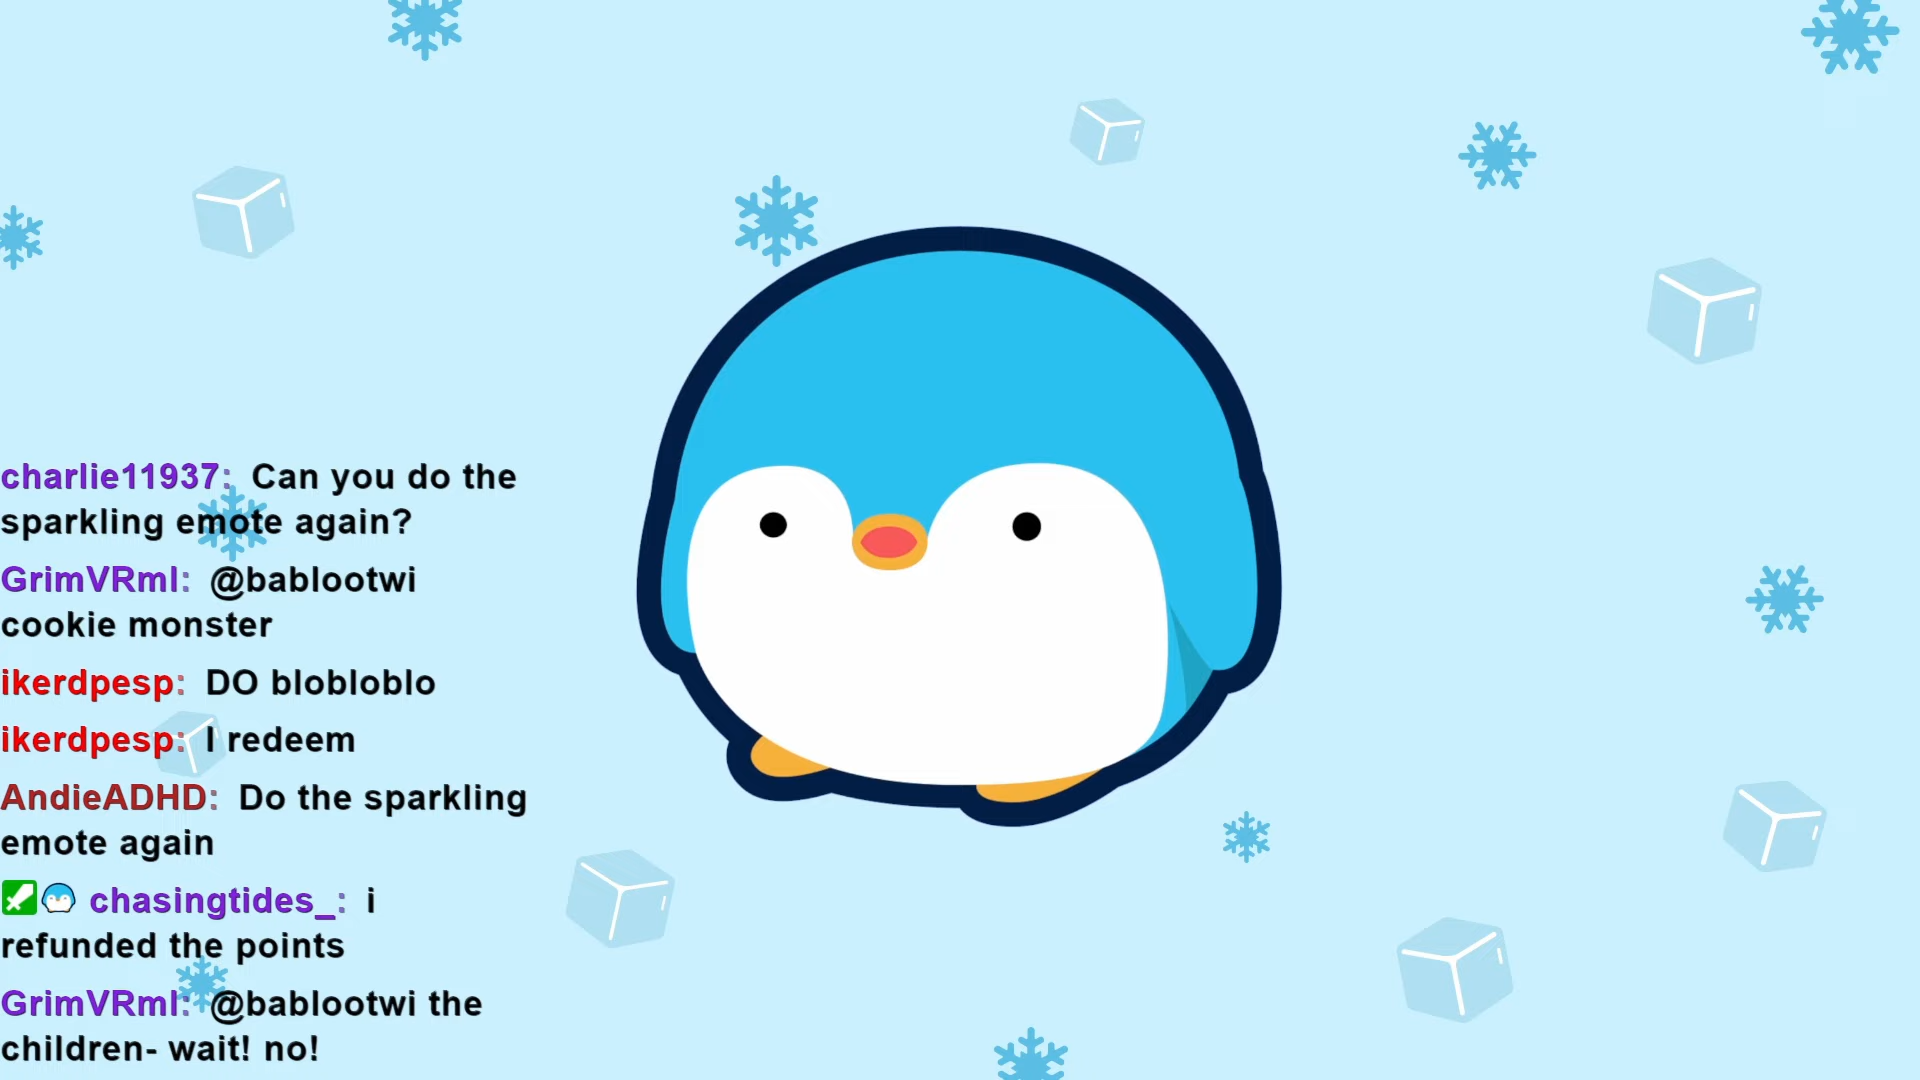 charlie11937: Can you do the
sparkling emote again?
GrimVRml: @bablootwi
cookie monster
ikerdpesp: DO blobloblo
ikerdpesp: I redeem
AndieADHD: Do the sparkling
emote again
chasingtides_: i
refunded the points
GrimVRml: @bablootwi the
children- wait! no!